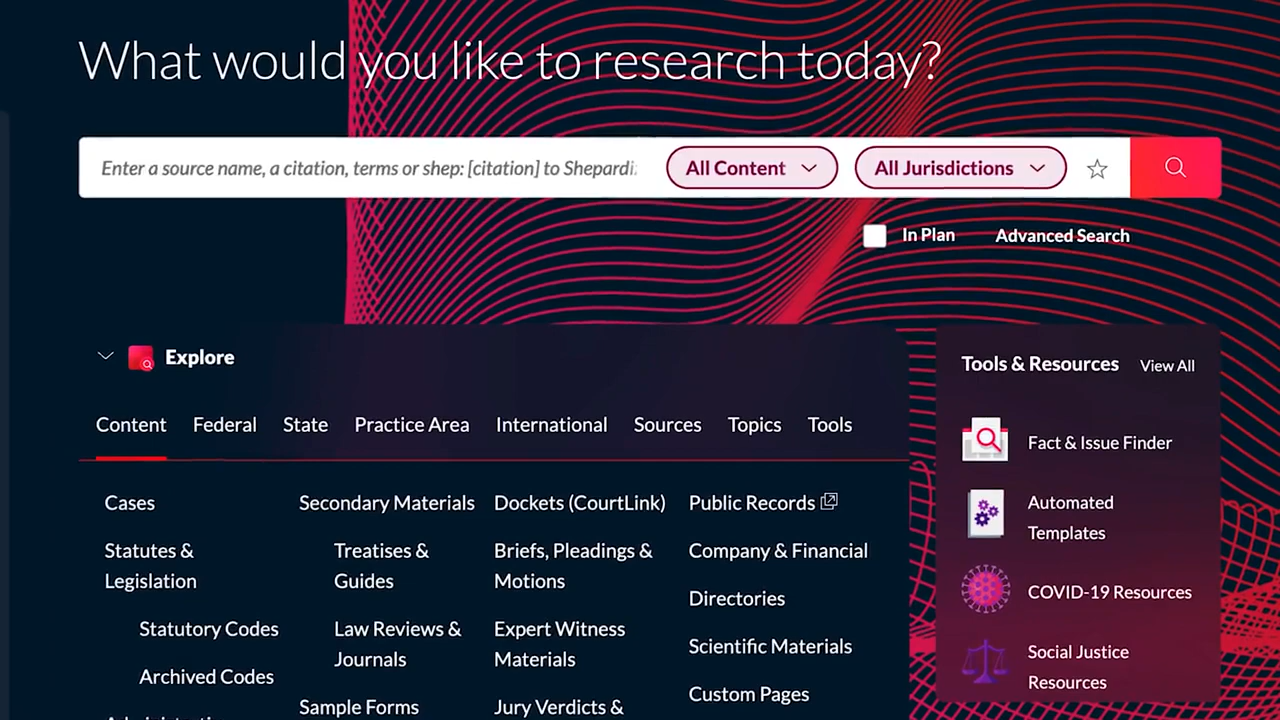 What would you like to research today?
Enter a source name, a citation, terms or shep: [citation] to Shepardi
All Content
All Jurisdictions
In Plan
Advanced Search
Explore
Content
Federal
State
Practice Area
International
Sources
Topics
Tools
Cases
Statutes &
Legislation
Statutory Codes
Archived Codes
Secondary Materials
Treatises &
Guides
Law Reviews &
Journals
Sample Forms
Dockets (CourtLink)
Briefs, Pleadings &
Motions
Expert Witness
Materials
Jury Verdicts &
Public Records
Company & Financial
Directories
Scientific Materials
Custom Pages
Tools & Resources
View All
Fact & Issue Finder
Automated
Templates
COVID-19 Resources
Social Justice
Resources